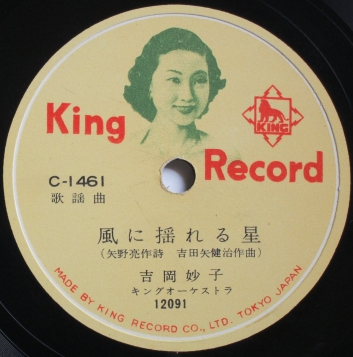 King
KING
Record
C-1461
歌謡曲
風に揺れる星
（矢野亮作詩　吉田矢健治作曲）
吉岡妙子
キングオーケストラ
12091
MADE BY KING RECORD CO., LTD. TOKYO JAPAN